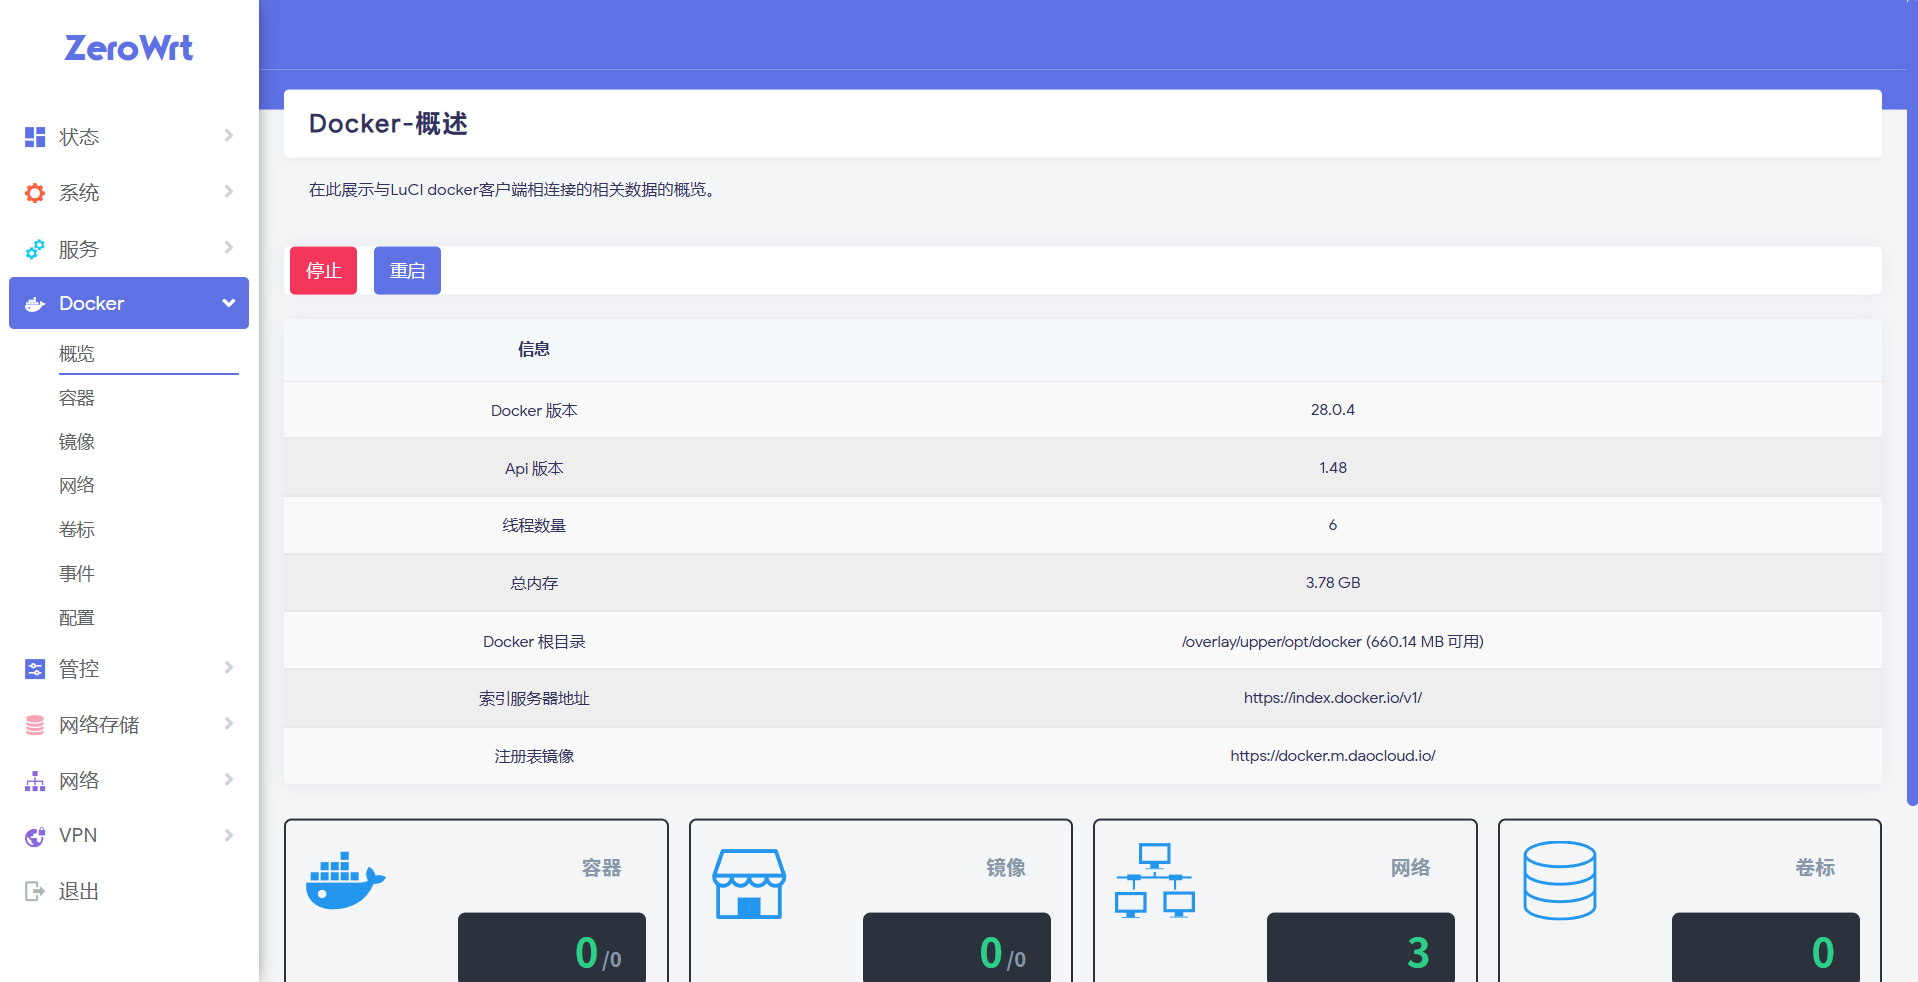 ZeroWrt
状态
系统
服务
Docker
概览
容器
镜像
网络
卷标
事件
配置
管控
网络存储
网络
VPN
退出
Docker-概述
在此展示与LuCI docker客户端相连接的相关数据的概览。
停止 重启
信息
Docker 版本 28.0.4
Api 版本 1.48
线程数量 6
总内存 3.78 GB
Docker 根目录 /overlay/upper/opt/docker (660.14 MB 可用)
索引服务器地址 https://index.docker.io/v1/
注册表镜像 https://docker.m.daocloud.io/
容器
0/0
镜像
0/0
网络
3
卷标
0